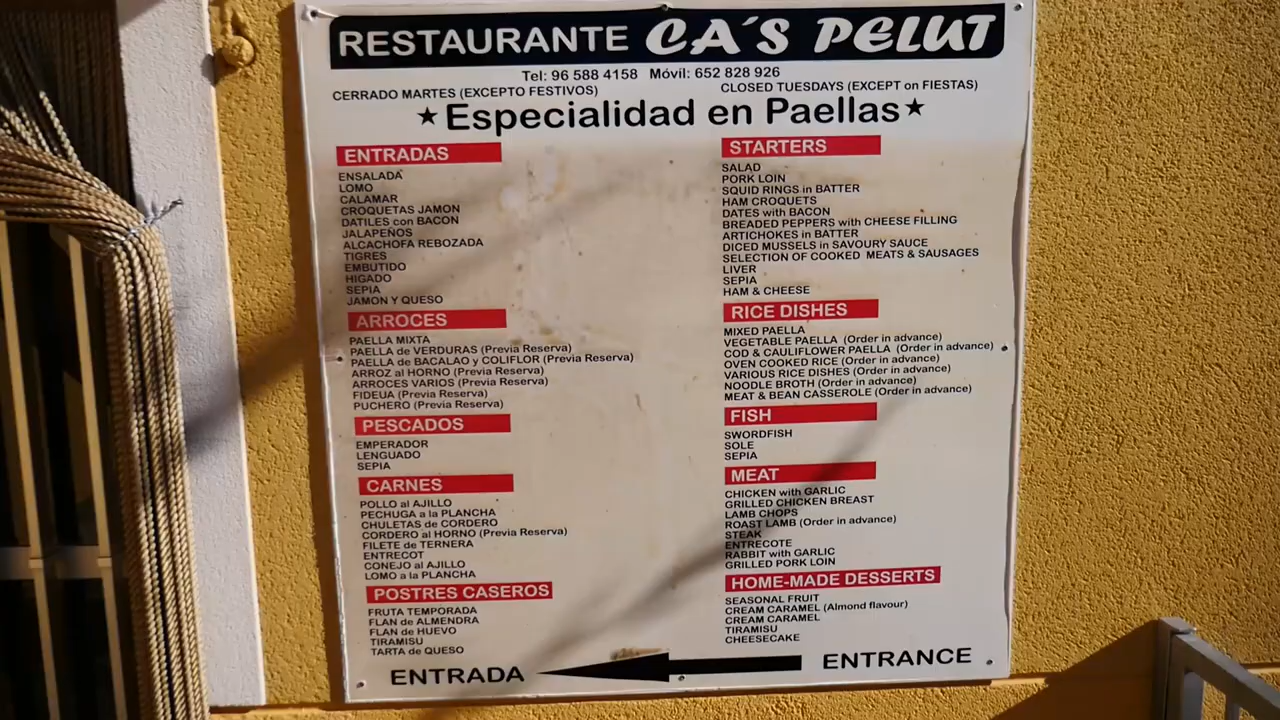 RESTAURANTE CA´S PELUT
Tel: 96 588 4158 Móvil: 652 828 926
CERRADO MARTES (EXCEPTO FESTIVOS)
CLOSED TUESDAYS (EXCEPT on FIESTAS)
★Especialidad en Paellas★
ENTRADAS
ENSALADA
LOMO
CALAMAR
CROQUETAS JAMON
DATILES con BACON
JALAPEÑOS
ALCACHOFA REBOZADA
TIGRES
EMBUTIDO
HIGADO
SEPIA
JAMON Y QUESO
ARROCES
PAELLA MIXTA
PAELLA de VERDURAS (Previa Reserva)
PAELLA de BACALAO y COLIFLOR (Previa Reserva)
ARROZ al HORNO (Previa Reserva)
ARROCES VARIOS (Previa Reserva)
FIDEUA (Previa Reserva)
PUCHERO (Previa Reserva)
PESCADOS
EMPERADOR
LENGUADO
SEPIA
CARNES
POLLO al AJILLO
PECHUGA a la PLANCHA
CHULETAS de CORDERO
CORDERO al HORNO (Previa Reserva)
FILETE de TERNERA
ENTRECOT
CONEJO al AJILLO
LOMO a la PLANCHA
POSTRES CASEROS
FRUTA TEMPORADA
FLAN de ALMENDRA
FLAN de HUEVO
TIRAMISU
TARTA de QUESO
ENTRADA
STARTERS
SALAD
PORK LOIN
SQUID RINGS in BATTER
HAM CROQUETS
DATES with BACON
BREADED PEPPERS with CHEESE FILLING
ARTICHOKES in BATTER
DICED MUSSELS in SAVOURY SAUCE
SELECTION OF COOKED MEATS & SAUSAGES
LIVER
SEPIA
HAM & CHEESE
RICE DISHES
MIXED PAELLA
VEGETABLE PAELLA (Order in advance)
COD & CAULIFLOWER PAELLA (Order in advance)
OVEN COOKED RICE (Order in advance)
VARIOUS RICE DISHES (Order in advance)
NOODLE BROTH (Order in advance)
MEAT & BEAN CASSEROLE (Order in advance)
FISH
SWORDFISH
SOLE
SEPIA
MEAT
CHICKEN with GARLIC
GRILLED CHICKEN BREAST
LAMB CHOPS
ROAST LAMB (Order in advance)
STEAK
ENTRECOTE
RABBIT with GARLIC
GRILLED PORK LOIN
HOME-MADE DESSERTS
SEASONAL FRUIT
CREAM CARAMEL (Almond flavour)
CREAM CARAMEL
TIRAMISU
CHEESECAKE
ENTRANCE